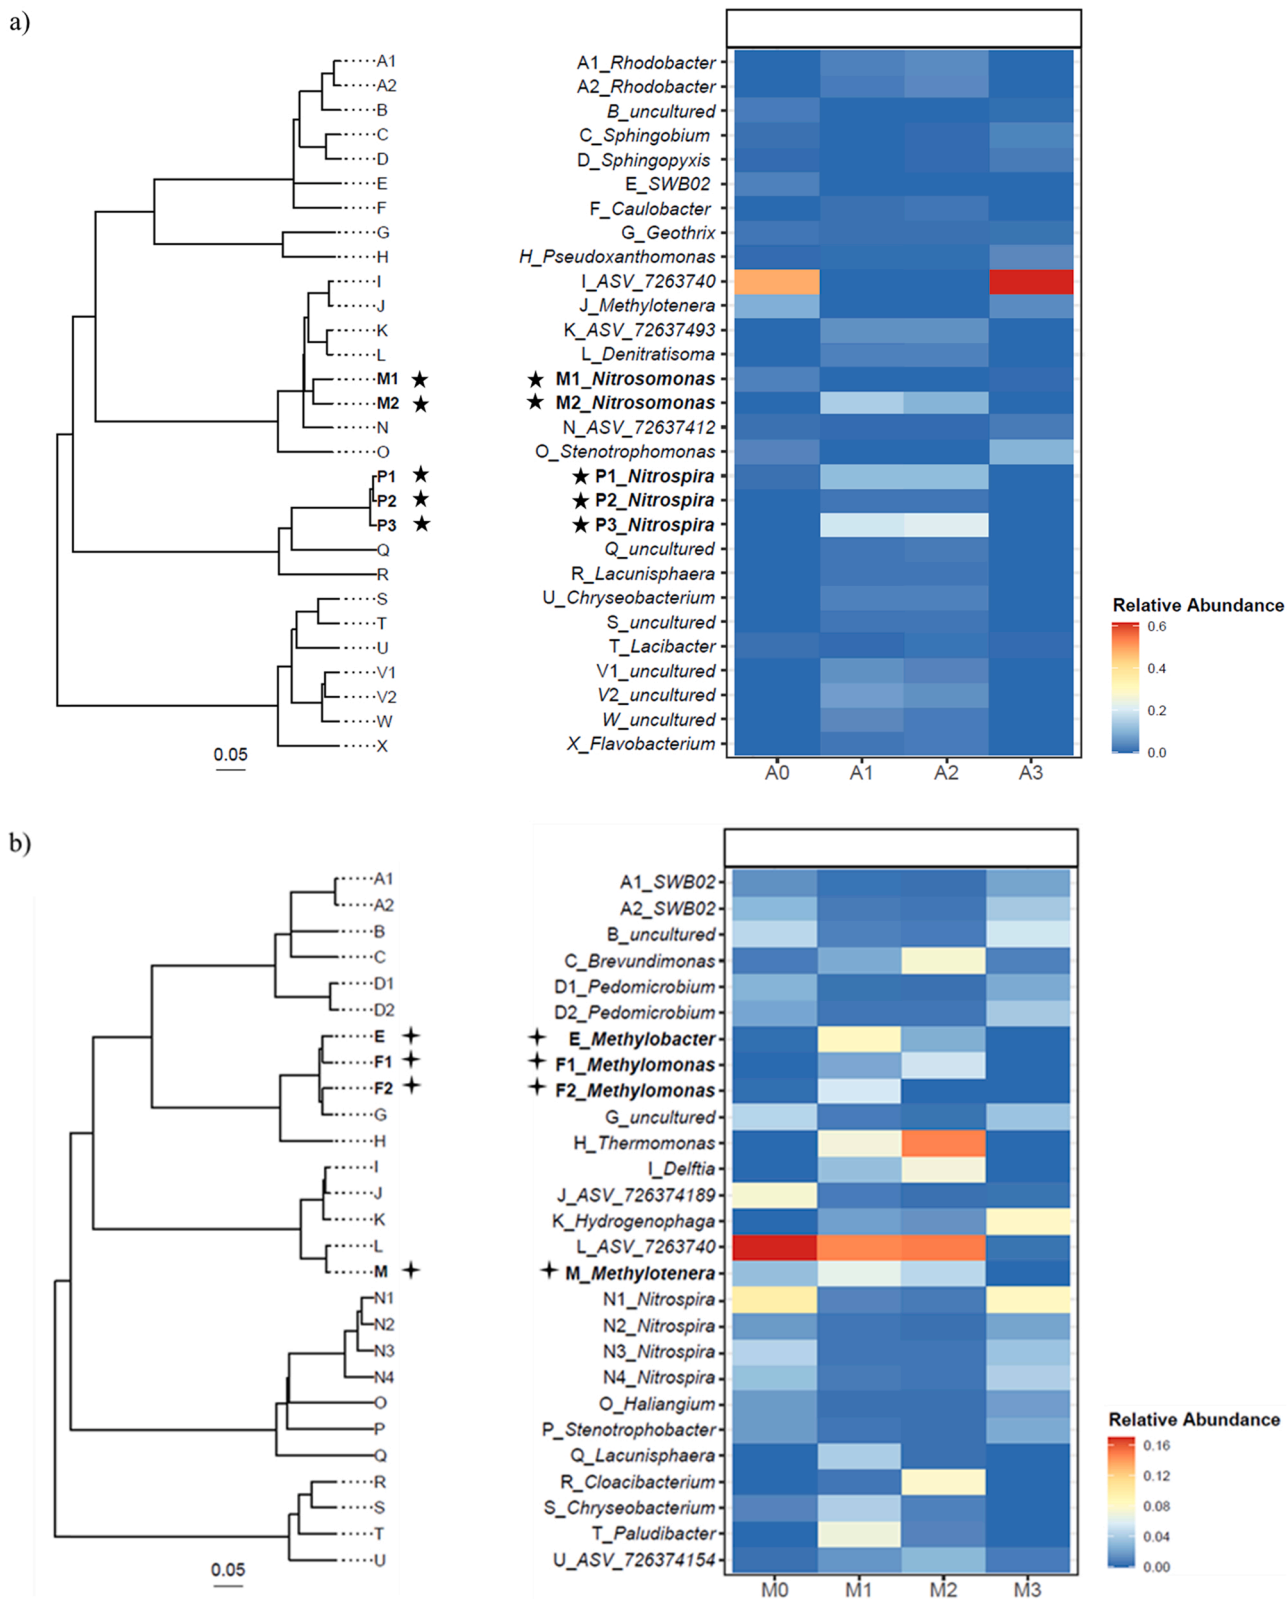 a)
A1
A2
B
C
D
E
F
G
H
I
J
K
L
M1 ★
M2 ★
N
O
P1 ★
P2 ★
P3 ★
Q
R
S
T
U
V1
V2
W
X
0.05
A1_Rhodobacter
A2_Rhodobacter
B_uncultured
C_Sphingobium
D_Sphingopyxis
E_SWB02
F_Caulobacter
G_Geothrix
H_Pseudoxanthomonas
I_ASV_7263740
J_Methylotenera
K_ASV_72637493
L_Denitratisoma
★ M1_Nitrosomonas
★ M2_Nitrosomonas
N_ASV_72637412
O_Stenotrophomonas
★ P1_Nitrospira
★ P2_Nitrospira
★ P3_Nitrospira
Q_uncultured
R_Lacunisphaera
U_Chryseobacterium
S_uncultured
T_Lacibacter
V1_uncultured
V2_uncultured
W_uncultured
X_Flavobacterium
A0 A1 A2 A3
Relative Abundance
0.6
0.4
0.2
0.0
b)
A1
A2
B
C
D1
D2
E ✦
F1 ✦
F2 ✦
G
H
I
J
K
L
M ✦
N1
N2
N3
N4
O
P
Q
R
S
T
U
0.05
A1_SWB02
A2_SWB02
B_uncultured
C_Brevundimonas
D1_Pedomicrobium
D2_Pedomicrobium
✦ E_Methylobacter
✦ F1_Methylomonas
✦ F2_Methylomonas
G_uncultured
H_Thermomonas
I_Delftia
J_ASV_726374189
K_Hydrogenophaga
L_ASV_7263740
✦ M_Methylotenera
N1_Nitrospira
N2_Nitrospira
N3_Nitrospira
N4_Nitrospira
O_Haliangium
P_Stenotrophobacter
Q_Lacunisphaera
R_Cloacibacterium
S_Chryseobacterium
T_Paludibacter
U_ASV_726374154
M0 M1 M2 M3
Relative Abundance
0.16
0.12
0.08
0.04
0.00